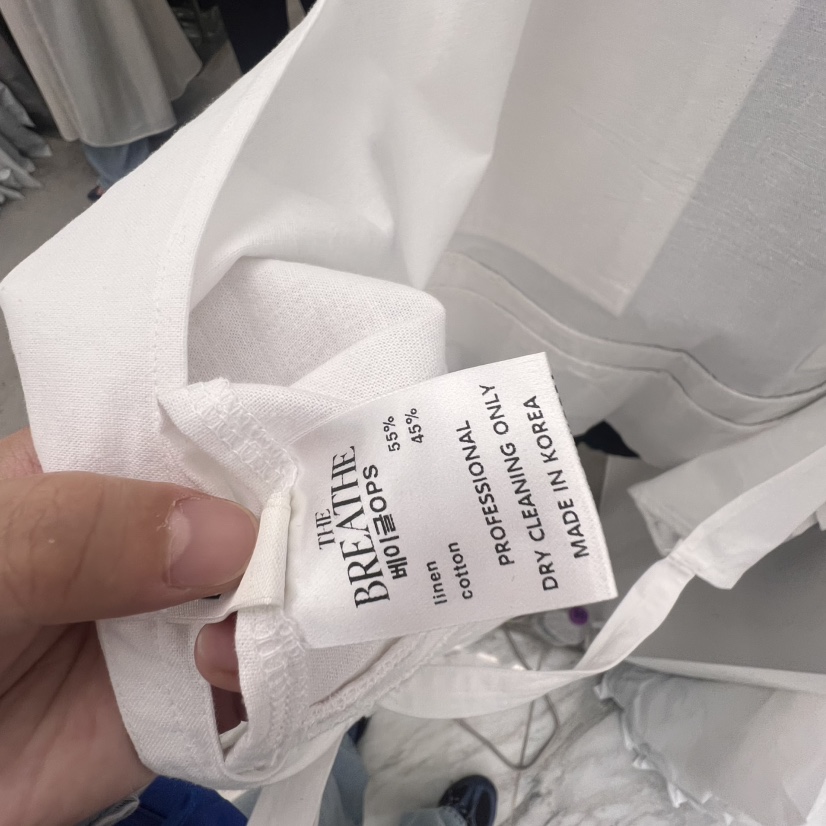 THE
BREATHE
베이글OPS
linen 55%
cotton 45%
PROFESSIONAL
DRY CLEANING ONLY
MADE IN KOREA